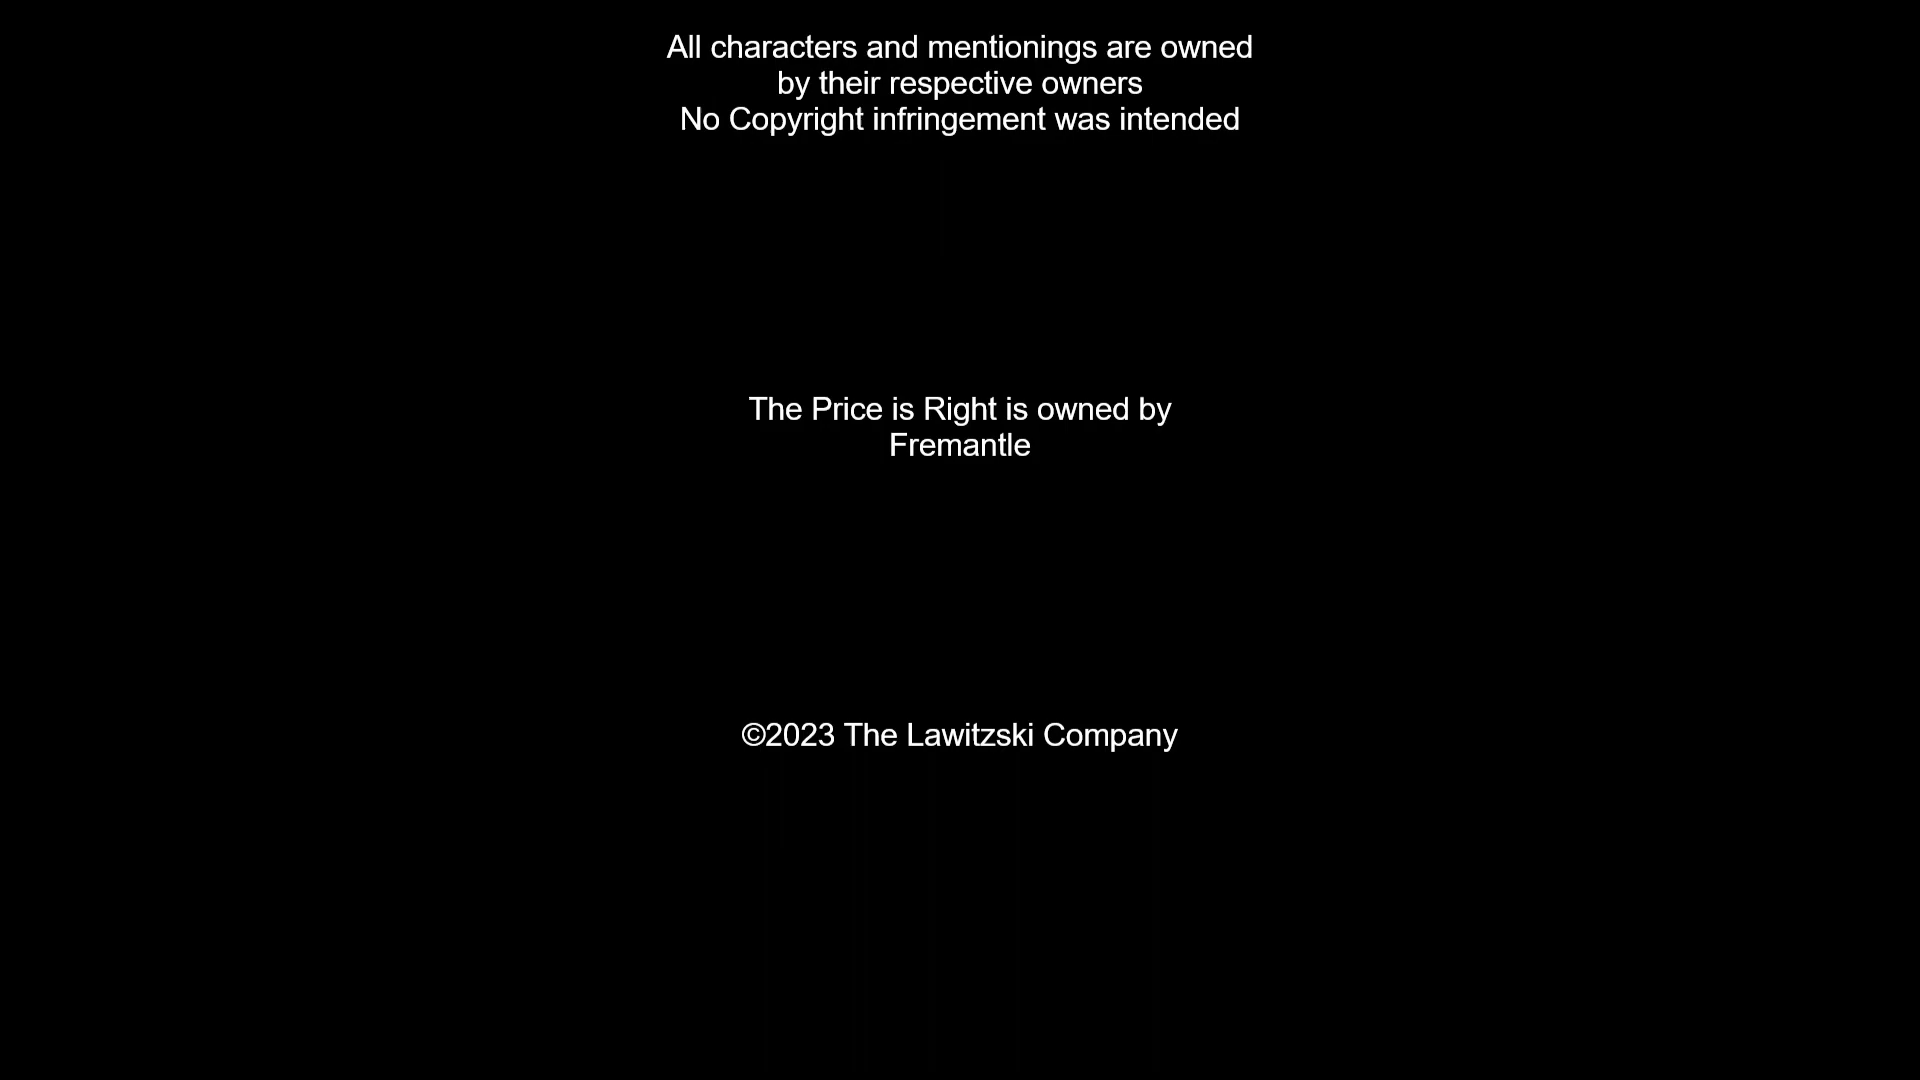 All characters and mentionings are owned
by their respective owners
No Copyright infringement was intended
The Price is Right is owned by
Fremantle
©2023 The Lawitzski Company